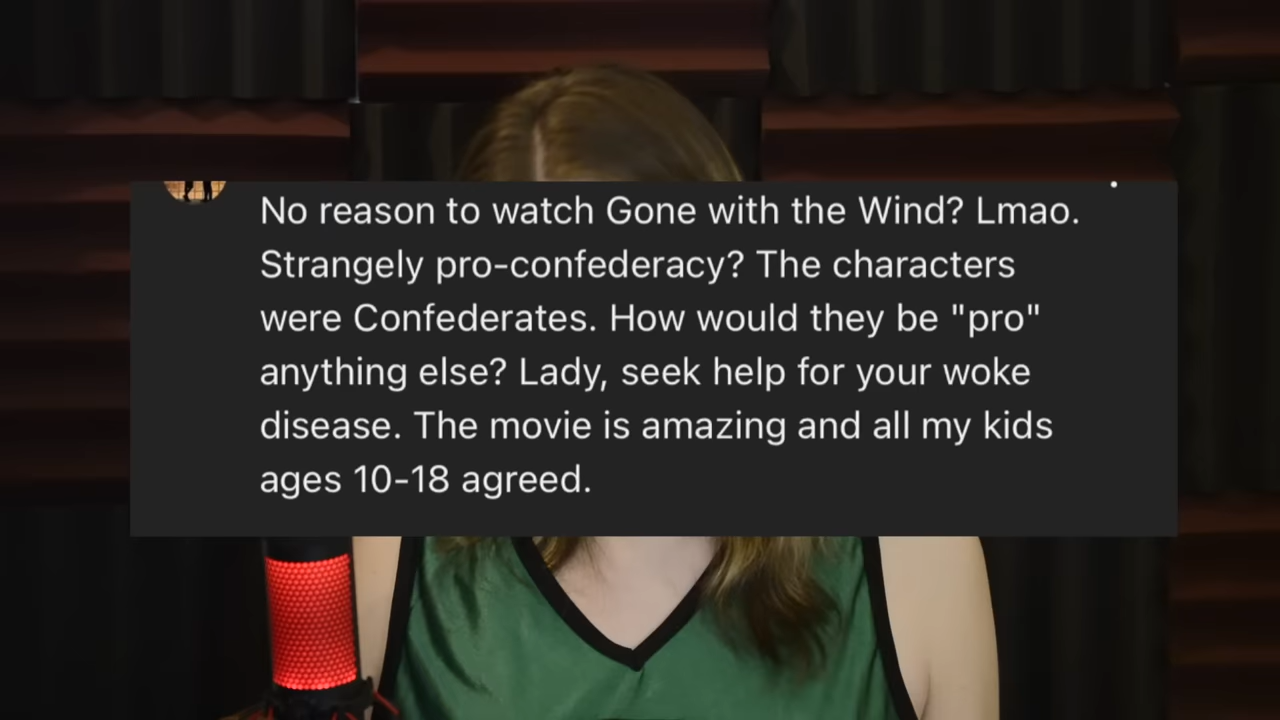 No reason to watch Gone with the Wind? Lmao.
Strangely pro-confederacy? The characters
were Confederates. How would they be "pro"
anything else? Lady, seek help for your woke
disease. The movie is amazing and all my kids
ages 10-18 agreed.